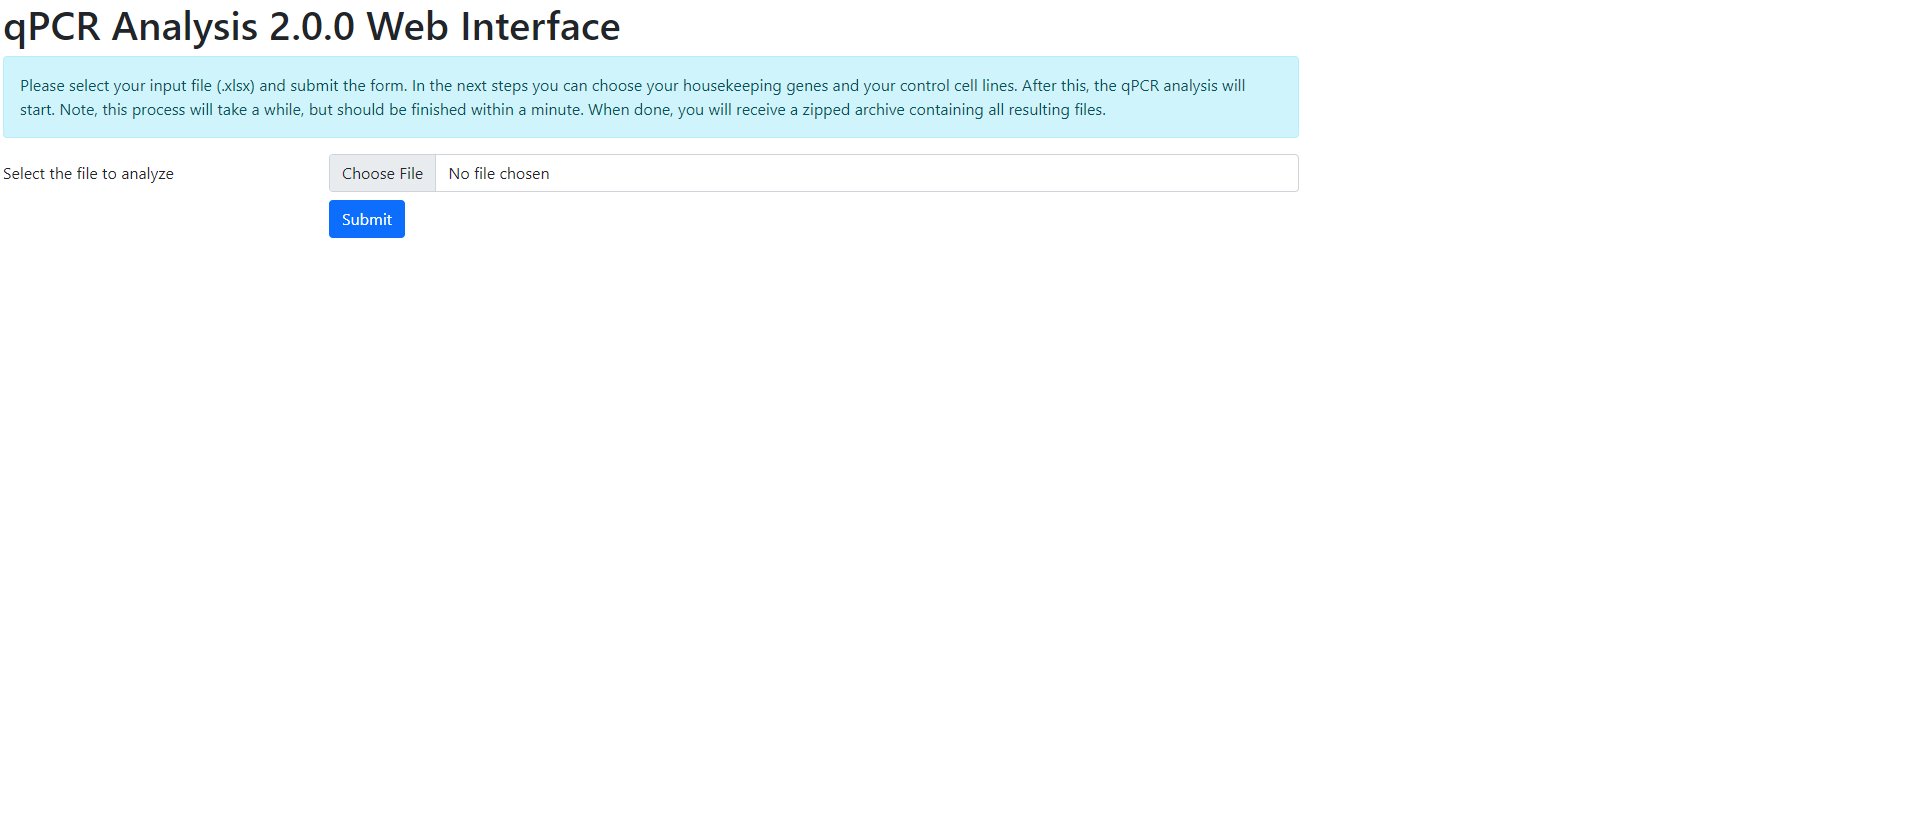 qPCR Analysis 2.0.0 Web Interface
Please select your input file (.xlsx) and submit the form. In the next steps you can choose your housekeeping genes and your control cell lines. After this, the qPCR analysis will
start. Note, this process will take a while, but should be finished within a minute. When done, you will receive a zipped archive containing all resulting files.
Select the file to analyze Choose File No file chosen
Submit